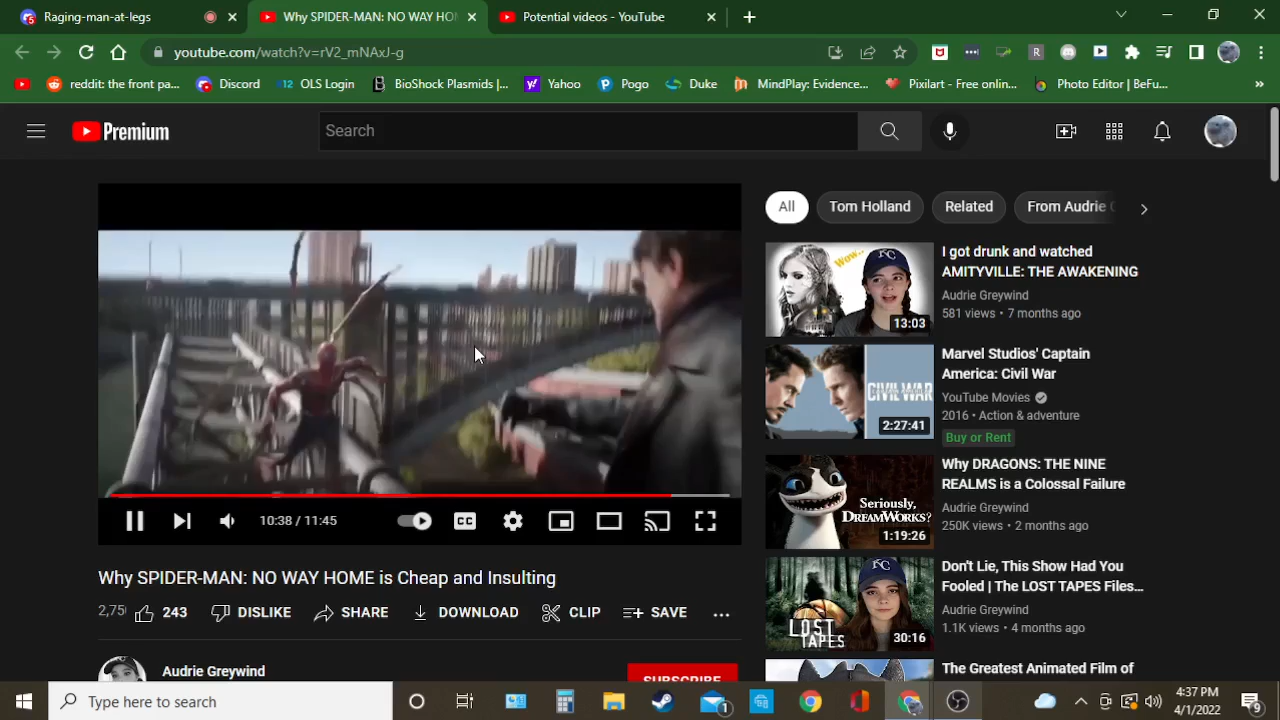 Raging-man-at-legs
Why SPIDER-MAN: NO WAY HO
Potential videos - YouTube
youtube.com/watch?v=rV2_mNAxJ-g
reddit: the front pa...
Discord
12 OLS Login
BioShock Plasmids |...
Yahoo
Pogo
Duke
MindPlay: Evidence...
Pixilart - Free onlin...
Photo Editor | BeFu...
»
Premium
Search
All
Tom Holland
Related
From Audrie G
I got drunk and watched
AMITYVILLE: THE AWAKENING
Audrie Greywind
581 views • 7 months ago
Wow..
KC
13:03
Marvel Studios' Captain
America: Civil War
YouTube Movies
2016 • Action & adventure
Buy or Rent
CIVIL WAR
2:27:41
Why DRAGONS: THE NINE
REALMS is a Colossal Failure
Audrie Greywind
250K views • 2 months ago
Seriously,
DREAMWORKS?
1:19:26
Don't Lie, This Show Had You
Fooled | The LOST TAPES Files...
Audrie Greywind
1.1K views • 4 months ago
LOST
TAPES
30:16
The Greatest Animated Film of
10:38 / 11:45
CC
Why SPIDER-MAN: NO WAY HOME is Cheap and Insulting
2,75
243
DISLIKE
SHARE
DOWNLOAD
CLIP
SAVE
...
Audrie Greywind
SUBSCRIBE
Type here to search
1
4:37 PM
4/1/2022
9